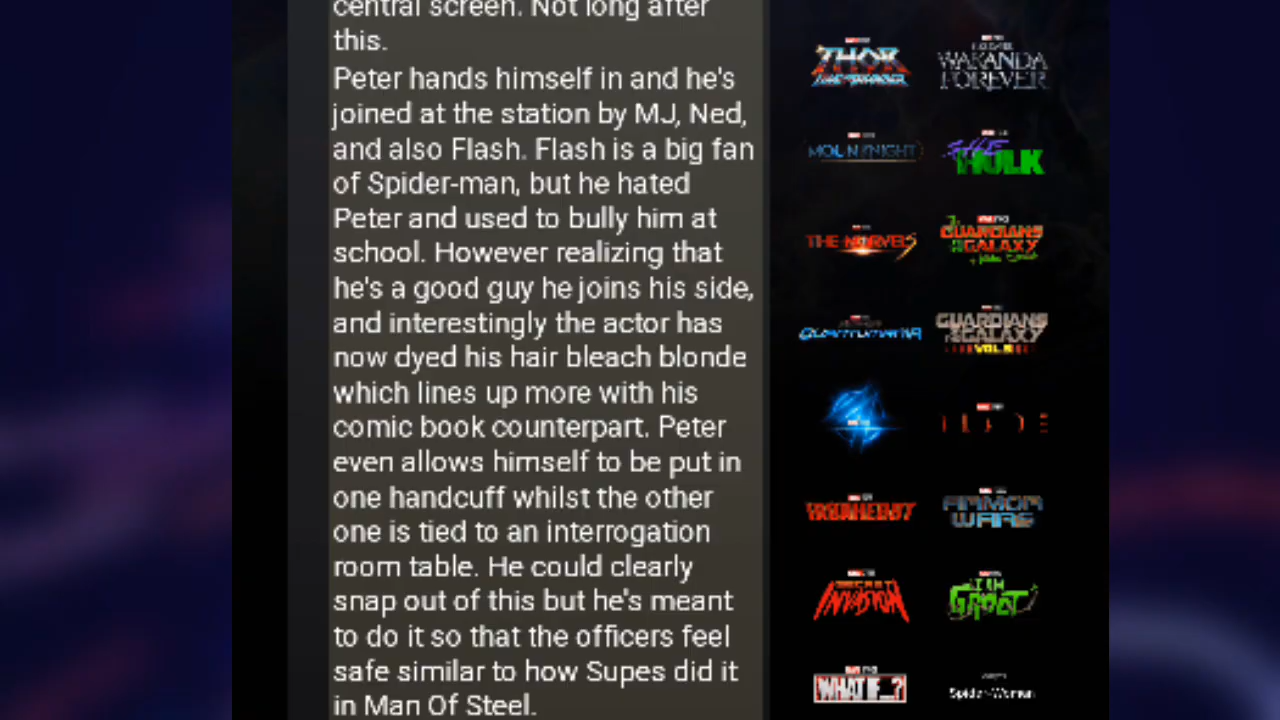 central screen. Not long after
this.
Peter hands himself in and he's
joined at the station by MJ, Ned,
and also Flash. Flash is a big fan
of Spider-man, but he hated
Peter and used to bully him at
school. However realizing that
he's a good guy he joins his side,
and interestingly the actor has
now dyed his hair bleach blonde
which lines up more with his
comic book counterpart. Peter
even allows himself to be put in
one handcuff whilst the other
one is tied to an interrogation
room table. He could clearly
snap out of this but he's meant
to do it so that the officers feel
safe similar to how Supes did it
in Man Of Steel.
THOR
WAKANDA
FOREVER
MOON KNIGHT
SHE
HULK
THE MARVELS
GUARDIANS
GALAXY
QUANTUMANIA
GUARDIANS
GALAXY
VOL.
IRONHEART
ARMOR
WARS
SECRET
INVASION
I AM
GROOT
WHAT IF...?
Spider-Woman